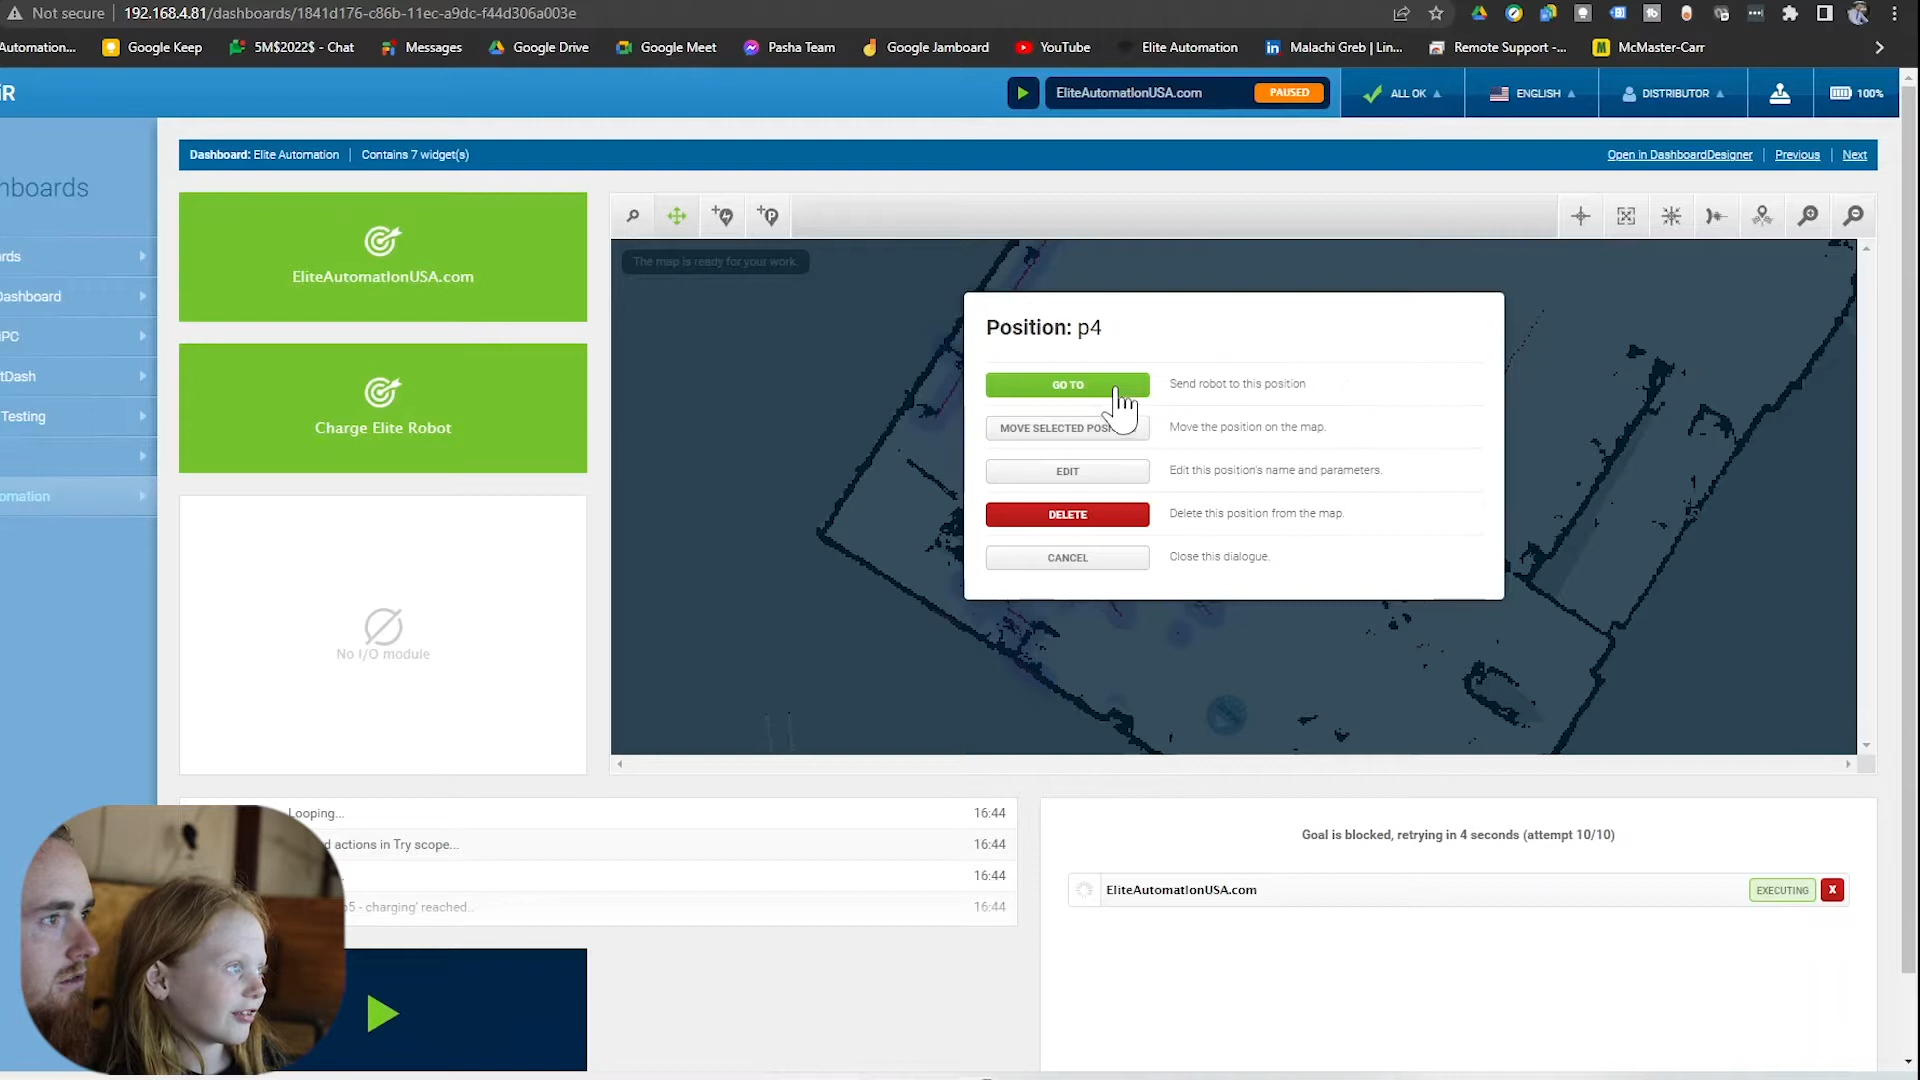 Not secure 192.168.4.81/dashboards/1841d176-c86b-11ec-a9dc-f44d306a003e
Automation... Google Keep 5M$2022$ - Chat Messages Google Drive Google Meet Pasha Team Google Jamboard YouTube Elite Automation Malachi Greb | Lin... Remote Support -... McMaster-Carr
iR EliteAutomatIonUSA.com PAUSED ALL OK ENGLISH DISTRIBUTOR 100%
Dashboard: Elite Automation Contains 7 widget(s) Open in DashboardDesigner Previous Next
hboards
rds
Dashboard
PC
tDash
Testing
omation
EliteAutomatIonUSA.com
Charge Elite Robot
No I/O module
The map is ready for your work.
Position: p4
GO TO Send robot to this position
MOVE SELECTED POSI Move the position on the map.
EDIT Edit this position's name and parameters.
DELETE Delete this position from the map.
CANCEL Close this dialogue.
Looping... 16:44
d actions in Try scope... 16:44
16:44
5 - charging' reached.. 16:44
Goal is blocked, retrying in 4 seconds (attempt 10/10)
EliteAutomatIonUSA.com EXECUTING X